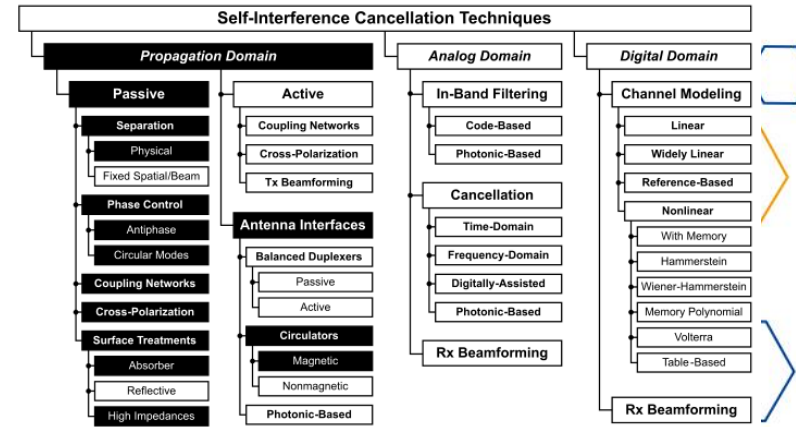 Self-Interference Cancellation Techniques
Propagation Domain
Analog Domain
Digital Domain
Passive
Separation
Physical
Fixed Spatial/Beam
Phase Control
Antiphase
Circular Modes
Coupling Networks
Cross-Polarization
Surface Treatments
Absorber
Reflective
High Impedances
Active
Coupling Networks
Cross-Polarization
Tx Beamforming
Antenna Interfaces
Balanced Duplexers
Passive
Active
Circulators
Magnetic
Nonmagnetic
Photonic-Based
In-Band Filtering
Code-Based
Photonic-Based
Cancellation
Time-Domain
Frequency-Domain
Digitally-Assisted
Photonic-Based
Rx Beamforming
Channel Modeling
Linear
Widely Linear
Reference-Based
Nonlinear
With Memory
Hammerstein
Wiener-Hammerstein
Memory Polynomial
Volterra
Table-Based
Rx Beamforming